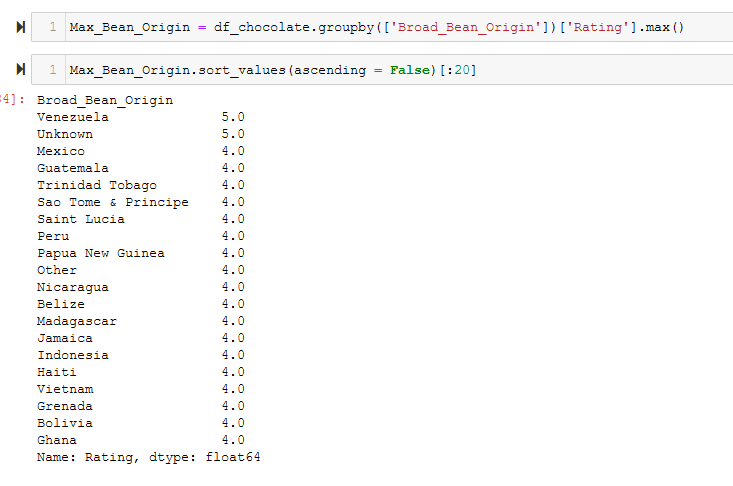 1 Max_Bean_Origin = df_chocolate.groupby(['Broad_Bean_Origin'])['Rating'].max()
1 Max_Bean_Origin.sort_values(ascending = False)[:20]
4]: Broad_Bean_Origin
Venezuela 5.0
Unknown 5.0
Mexico 4.0
Guatemala 4.0
Trinidad Tobago 4.0
Sao Tome & Principe 4.0
Saint Lucia 4.0
Peru 4.0
Papua New Guinea 4.0
Other 4.0
Nicaragua 4.0
Belize 4.0
Madagascar 4.0
Jamaica 4.0
Indonesia 4.0
Haiti 4.0
Vietnam 4.0
Grenada 4.0
Bolivia 4.0
Ghana 4.0
Name: Rating, dtype: float64